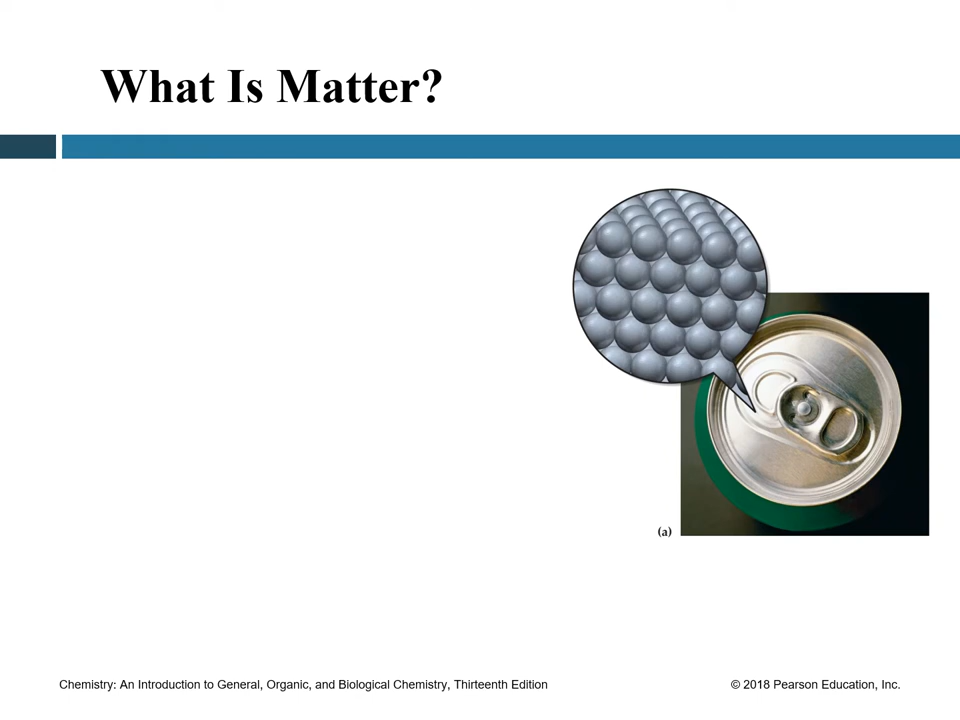 What Is Matter?
(a)
Chemistry: An Introduction to General, Organic, and Biological Chemistry, Thirteenth Edition
© 2018 Pearson Education, Inc.